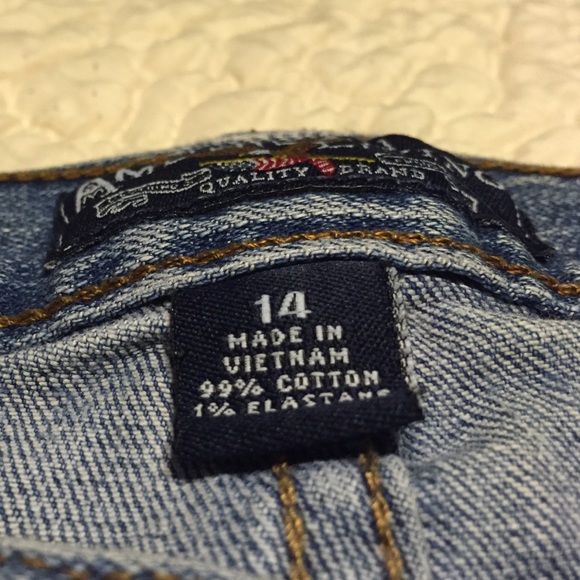 QUALITY BRAND
14
MADE IN
VIETNAM
99% COTTON
1% ELASTANE